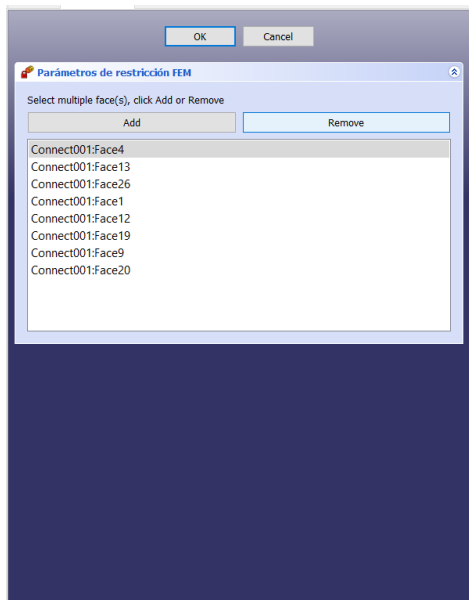 OK Cancel
Parámetros de restricción FEM
Select multiple face(s), click Add or Remove
Add Remove
Connect001:Face4
Connect001:Face13
Connect001:Face26
Connect001:Face1
Connect001:Face12
Connect001:Face19
Connect001:Face9
Connect001:Face20